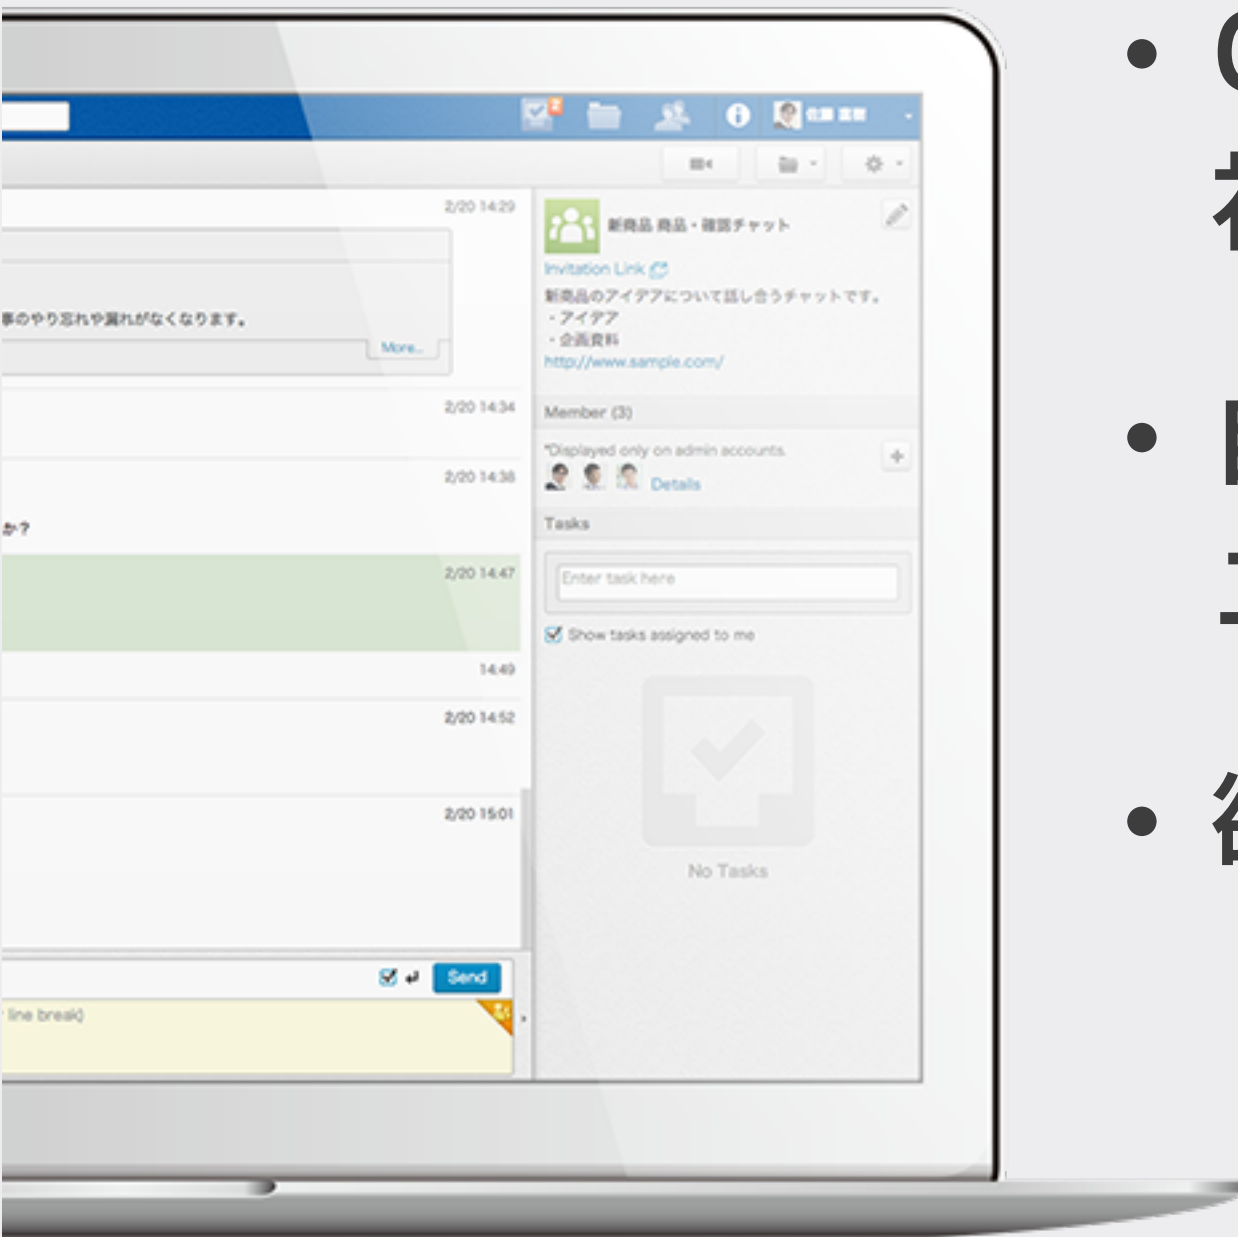 2
2/20 14:29
事のやり忘れや漏れがなくなります。
More..
2/20 14:34
2/20 14:38
か?
2/20 14:47
14:49
2/20 14:52
2/20 15:01
Send
line break)
新商品 商品・確認チャット
Invitation Link
新商品のアイデアについて話し合うチャットです。
・アイデア
・企画資料
http://www.sample.com/
Member (3)
*Displayed only on admin accounts.
Details
Tasks
Enter task here
Show tasks assigned to me
No Tasks